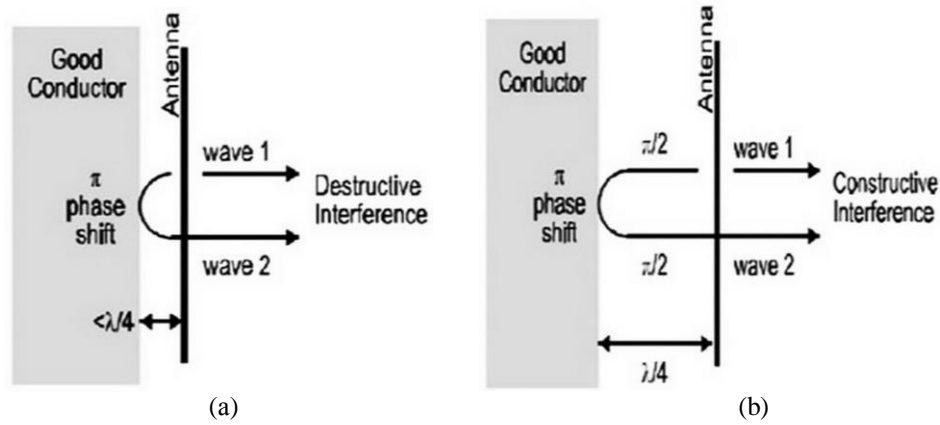 Good
Conductor
Antenna
wave 1
π
phase
shift
Destructive
Interference
wave 2
<λ/4
(a)
Good
Conductor
Antenna
π/2
wave 1
π
phase
shift
Constructive
Interference
π/2
wave 2
λ/4
(b)